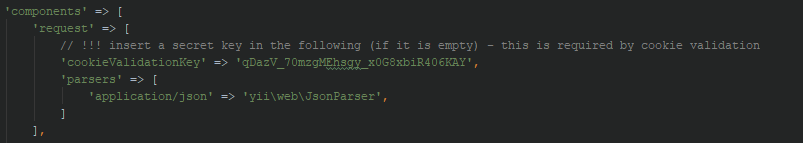 'components' => [
'request' => [
// !!! insert a secret key in the following (if it is empty) - this is required by cookie validation
'cookieValidationKey' => 'qDazV_70mzgMEhsgy_x0G8xbiR406KAY',
'parsers' => [
'application/json' => 'yii\web\JsonParser',
]
],